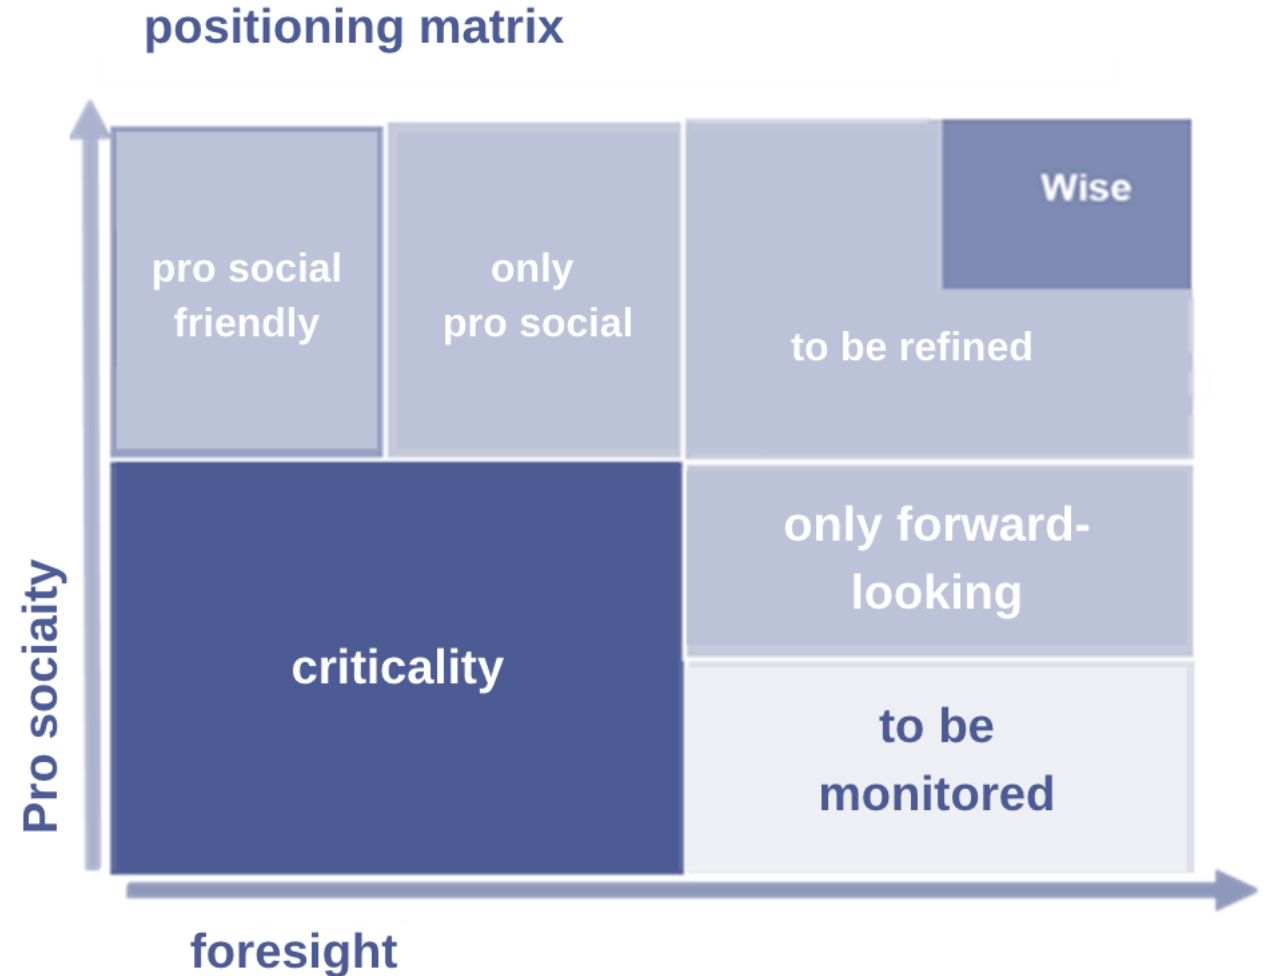 positioning matrix
Wise
pro social
friendly
only
pro social
to be refined
only forward-
looking
criticality
to be
monitored
Pro sociaity
foresight